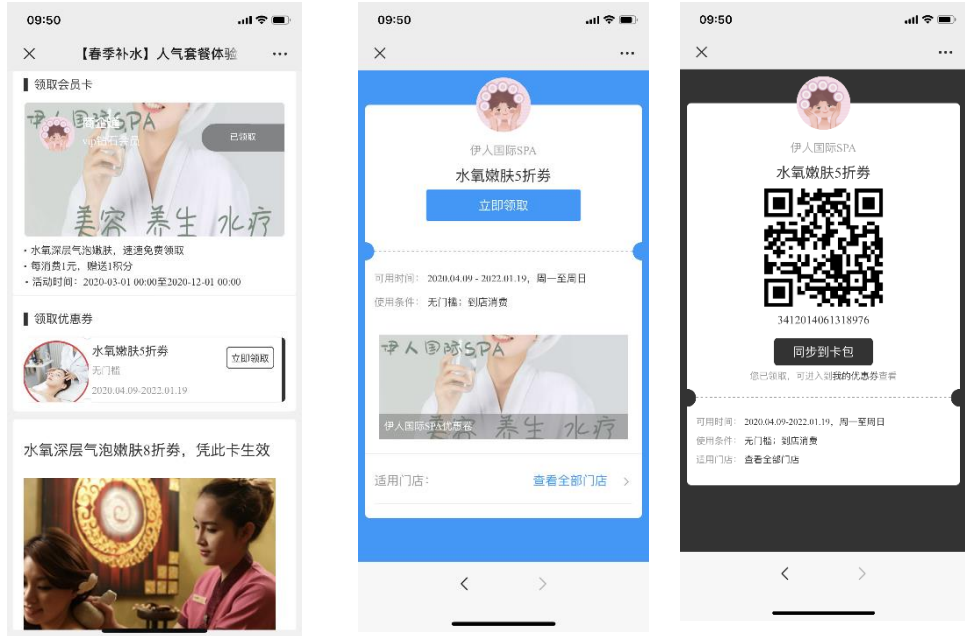 09:50
【春季补水】人气套餐体验
领取会员卡
伊人国际SPA
vip钻石会员
已领取
美容 养生 水疗
· 水氧深层气泡嫩肤，速速免费领取
· 每消费1元，赠送1积分
· 活动时间：2020-03-01 00:00至2020-12-01 00:00
领取优惠券
水氧嫩肤5折券
无门槛
2020.04.09-2022.01.19
立即领取
水氧深层气泡嫩肤8折券，凭此卡生效
09:50
伊人国际SPA
水氧嫩肤5折券
立即领取
可用时间： 2020.04.09 - 2022.01.19，周一至周日
使用条件： 无门槛；到店消费
伊人国际SPA
伊人国际SPA优惠卷
美容 养生 水疗
适用门店：
查看全部门店
09:50
伊人国际SPA
水氧嫩肤5折券
3412014061318976
同步到卡包
您已领取，可进入到我的优惠券查看
可用时间： 2020.04.09-2022.01.19，周一至周日
使用条件： 无门槛；到店消费
适用门店： 查看全部门店